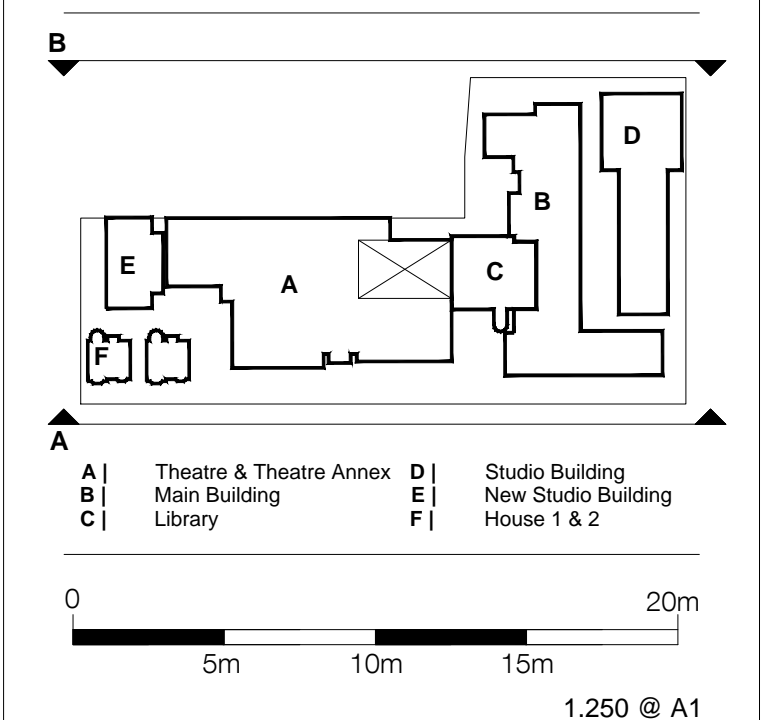 B
D
B
E
A
C
F
A
A | Theatre & Theatre Annex D | Studio Building
B | Main Building E | New Studio Building
C | Library F | House 1 & 2
0 20m
5m 10m 15m
1.250 @ A1